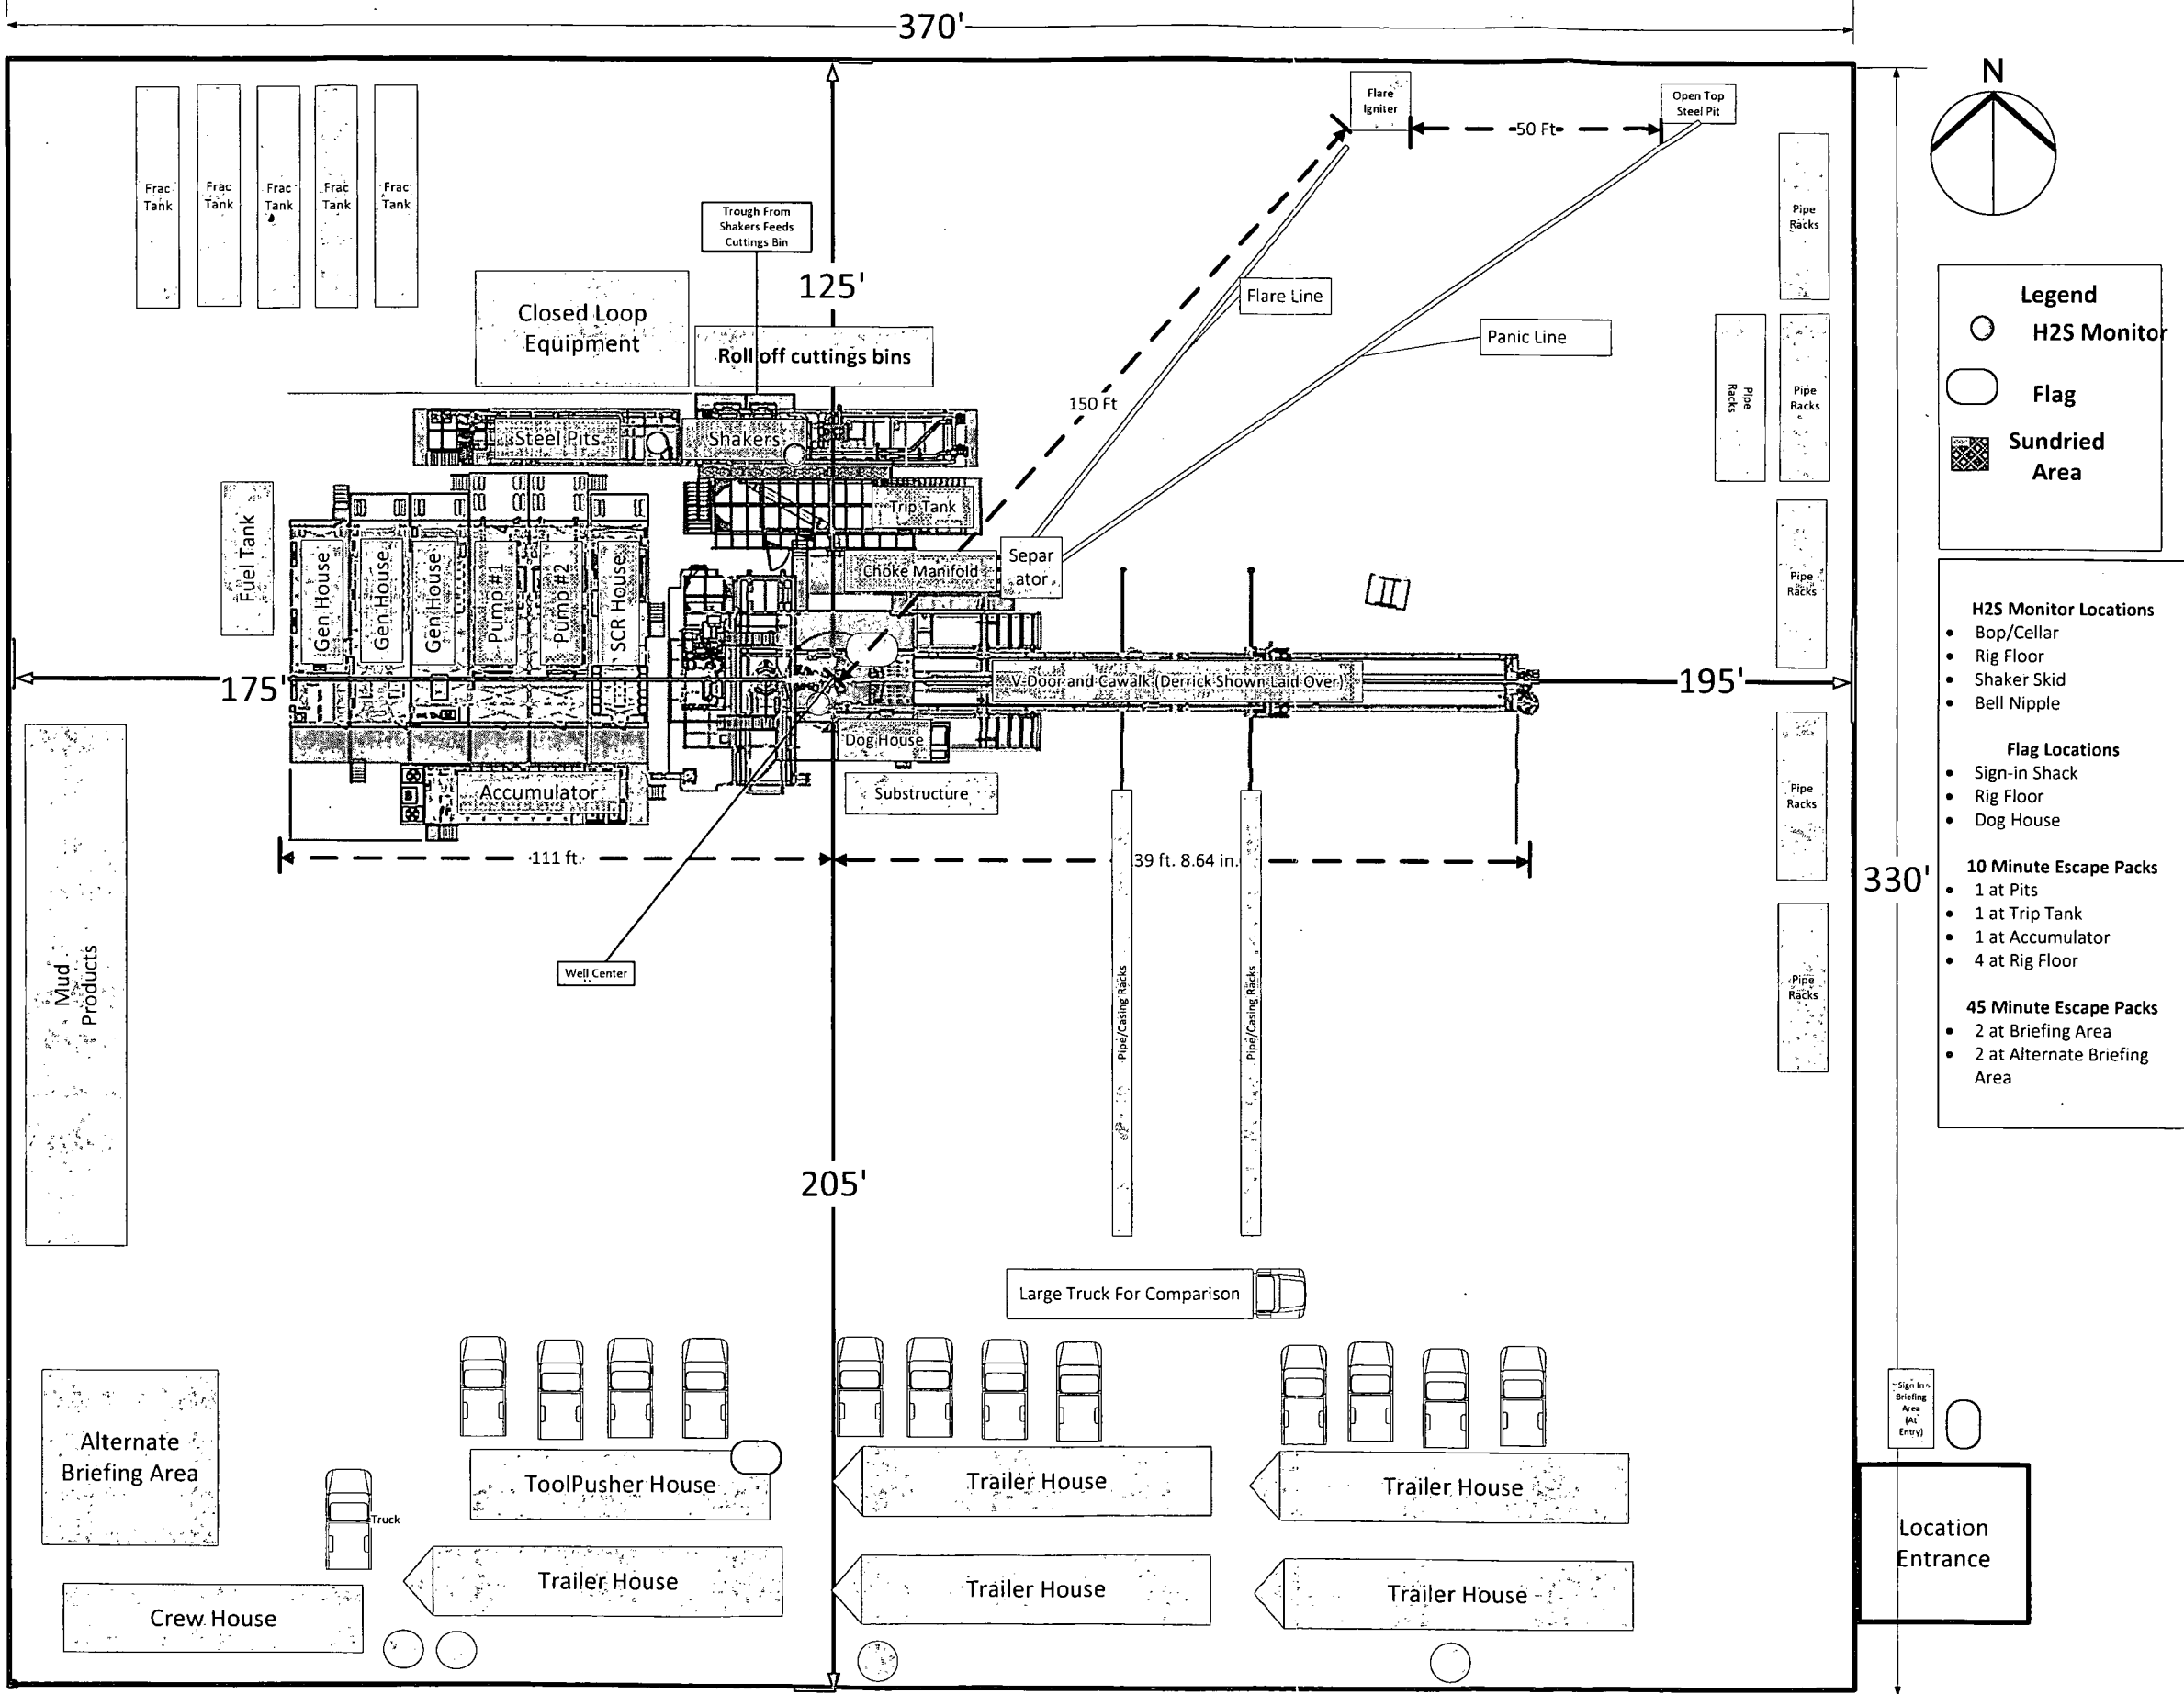 370'
N
Flare
Igniter
50 Ft
Open Top
Steel Pit
Frac
Tank
Frac
Tank
Frac
Tank
Frac
Tank
Frac
Tank
Trough From
Shakers Feeds
Cuttings Bin
Pipe
Racks
125'
Closed Loop
Equipment
Roll off cuttings bins
Flare Line
Panic Line
150 Ft
Pipe
Racks
Pipe
Racks
Legend
H2S Monitor
Flag
Sundried
Area
Steel Pits
Shakers
Trip Tank
Fuel Tank
Gen House
Gen House
Gen House
Pump #1
Pump #2
SCR House
Choke Manifold
Separ
ator
Pipe
Racks
175'
V-Door and Cawalk (Derrick Shown Laid Over)
195'
Dog House
Accumulator
Substructure
Pipe
Racks
111 ft.
39 ft. 8.64 in.
330'
H2S Monitor Locations
• Bop/Cellar
• Rig Floor
• Shaker Skid
• Bell Nipple
Flag Locations
• Sign-in Shack
• Rig Floor
• Dog House
10 Minute Escape Packs
• 1 at Pits
• 1 at Trip Tank
• 1 at Accumulator
• 4 at Rig Floor
45 Minute Escape Packs
• 2 at Briefing Area
• 2 at Alternate Briefing
Area
Mud
Products
Well Center
Pipe/Casing Racks
Pipe/Casing Racks
Pipe
Racks
205'
Large Truck For Comparison
Sign In
Briefing
Area
(At
Entry)
Alternate
Briefing Area
Truck
ToolPusher House
Trailer House
Trailer House
Location
Entrance
Crew House
Trailer House
Trailer House
Trailer House